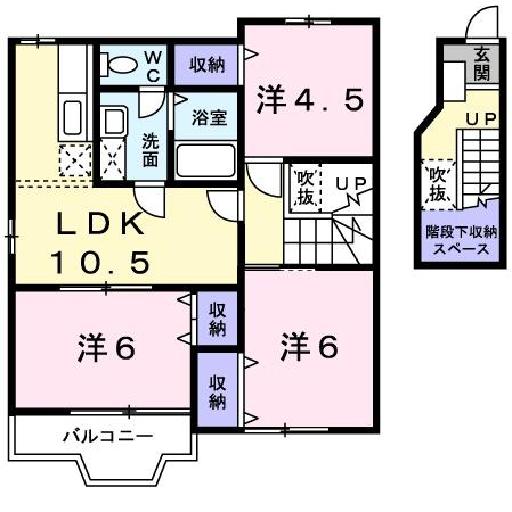 WC
収納
洋4.5
玄関
UP
浴室
洗面
吹抜
UP
吹抜
LDK
10.5
階段下収納
スペース
洋6
収納
洋6
収納
バルコニー